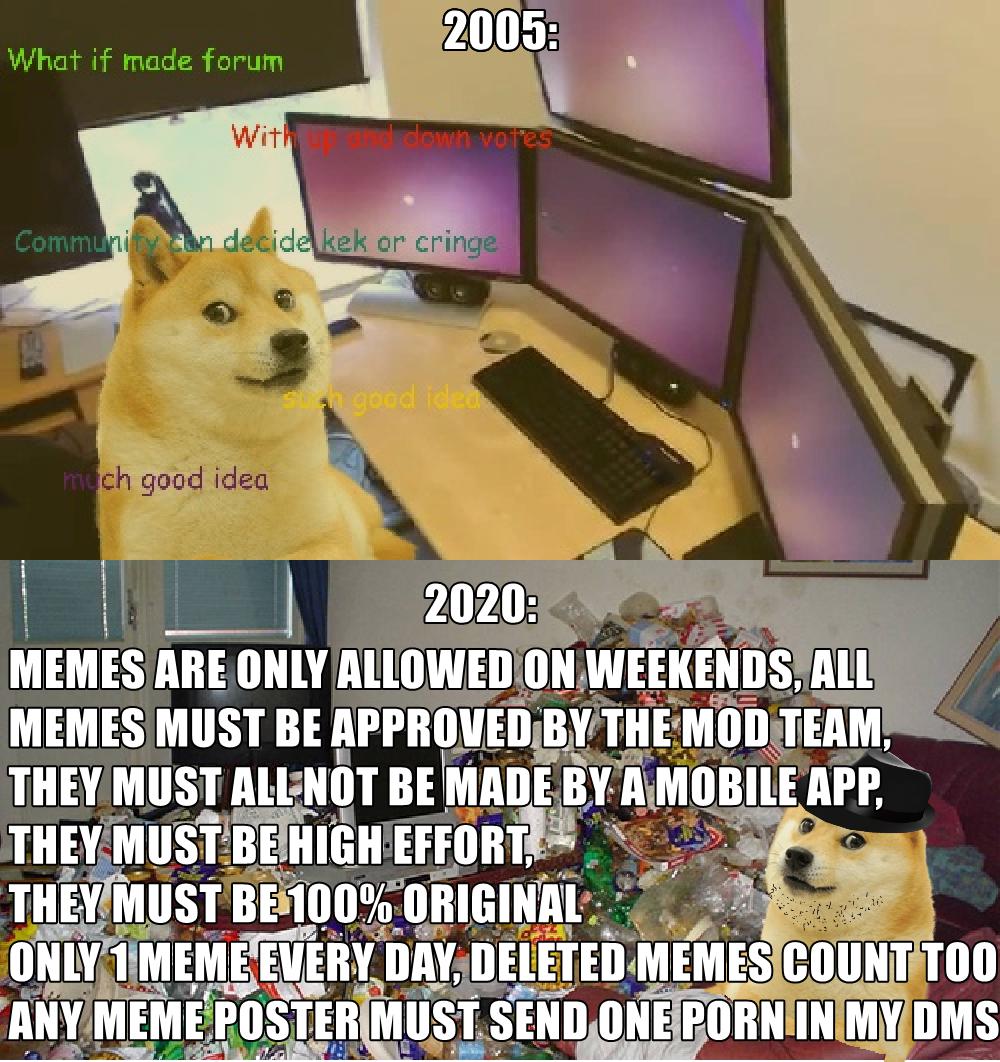 2005:
What if made forum
With up and down votes
Community can decide kek or cringe
such good idea
much good idea
2020:
MEMES ARE ONLY ALLOWED ON WEEKENDS, ALL
MEMES MUST BE APPROVED BY THE MOD TEAM,
THEY MUST ALL NOT BE MADE BY A MOBILE APP,
THEY MUST BE HIGH EFFORT,
THEY MUST BE 100% ORIGINAL
ONLY 1 MEME EVERY DAY, DELETED MEMES COUNT TOO
ANY MEME POSTER MUST SEND ONE PORN IN MY DMS